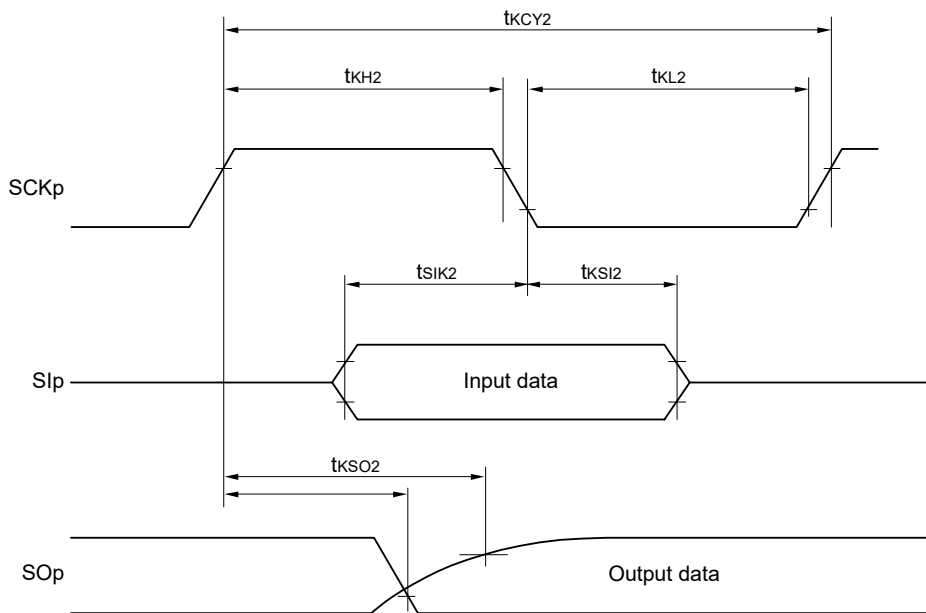 tKCY2
tKH2
tKL2
SCKp
tSIK2
tKSI2
SIp
Input data
tKSO2
SOp
Output data